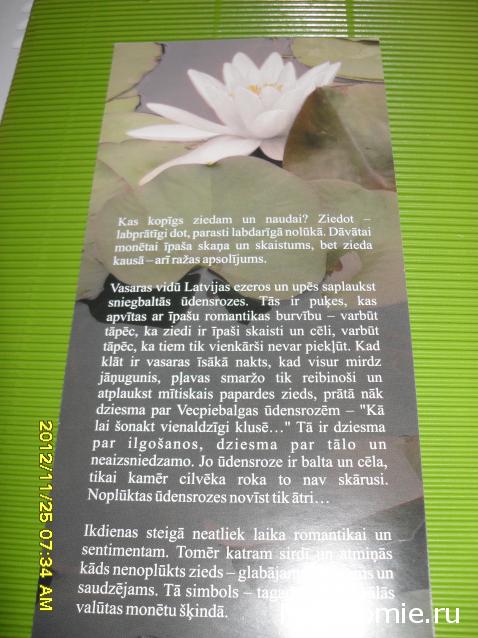 Kas kopīgs ziedam un naudai? Ziedot –
labprātīgi dot, parasti labdarīgā nolūkā. Dāvātai
monētai īpaša skaņa un skaistums, bet zieda
kausā – arī ražas apsolījums.
Vasaras vidū Latvijas ezeros un upēs saplaukst
sniegbaltās ūdensrozes. Tās ir puķes, kas
apvītas ar īpašu romantikas burvību – varbūt
tāpēc, ka ziedi ir īpaši skaisti un cēli, varbūt
tāpēc, ka tiem tik vienkārši nevar piekļūt. Kad
klāt ir vasaras īsākā nakts, kad visur mirdz
jāņugunis, pļavas smaržo tik reibinoši un
atplaukst mītiskais papardes zieds, prātā nāk
dziesma par Vecpiebalgas ūdensrozēm – "Kā
lai šonakt vienaldzīgi klusē…" Tā ir dziesma
par ilgošanos, dziesma par tālo un
neaizsniedzamo. Jo ūdensroze ir balta un cēla,
tikai kamēr cilvēka roka to nav skārusi.
Noplūktas ūdensrozes novīst tik ātri…
Ikdienas steigā neatliek laika romantikai un
sentimentam. Tomēr katram sirdī un atmiņās
kāds nenoplūkts zieds – glabājams
saudzējams. Tā simbols –
valūtas monētu šķindā.
2012/11/25 07:34 AM